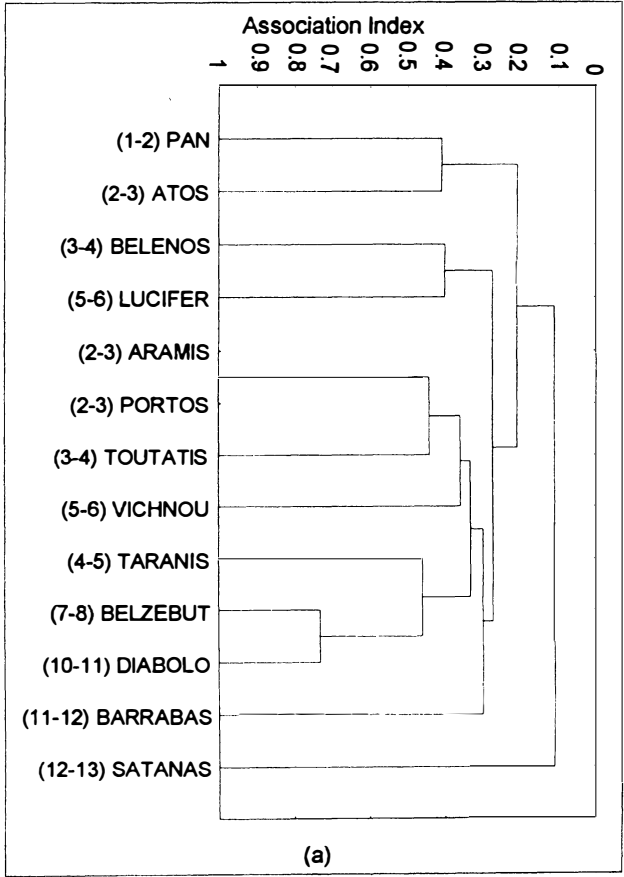 Association Index
1 0.9 0.8 0.7 0.6 0.5 0.4 0.3 0.2 0.1 0
(1-2) PAN
(2-3) ATOS
(3-4) BELENOS
(5-6) LUCIFER
(2-3) ARAMIS
(2-3) PORTOS
(3-4) TOUTATIS
(5-6) VICHNOU
(4-5) TARANIS
(7-8) BELZEBUT
(10-11) DIABOLO
(11-12) BARRABAS
(12-13) SATANAS
(a)